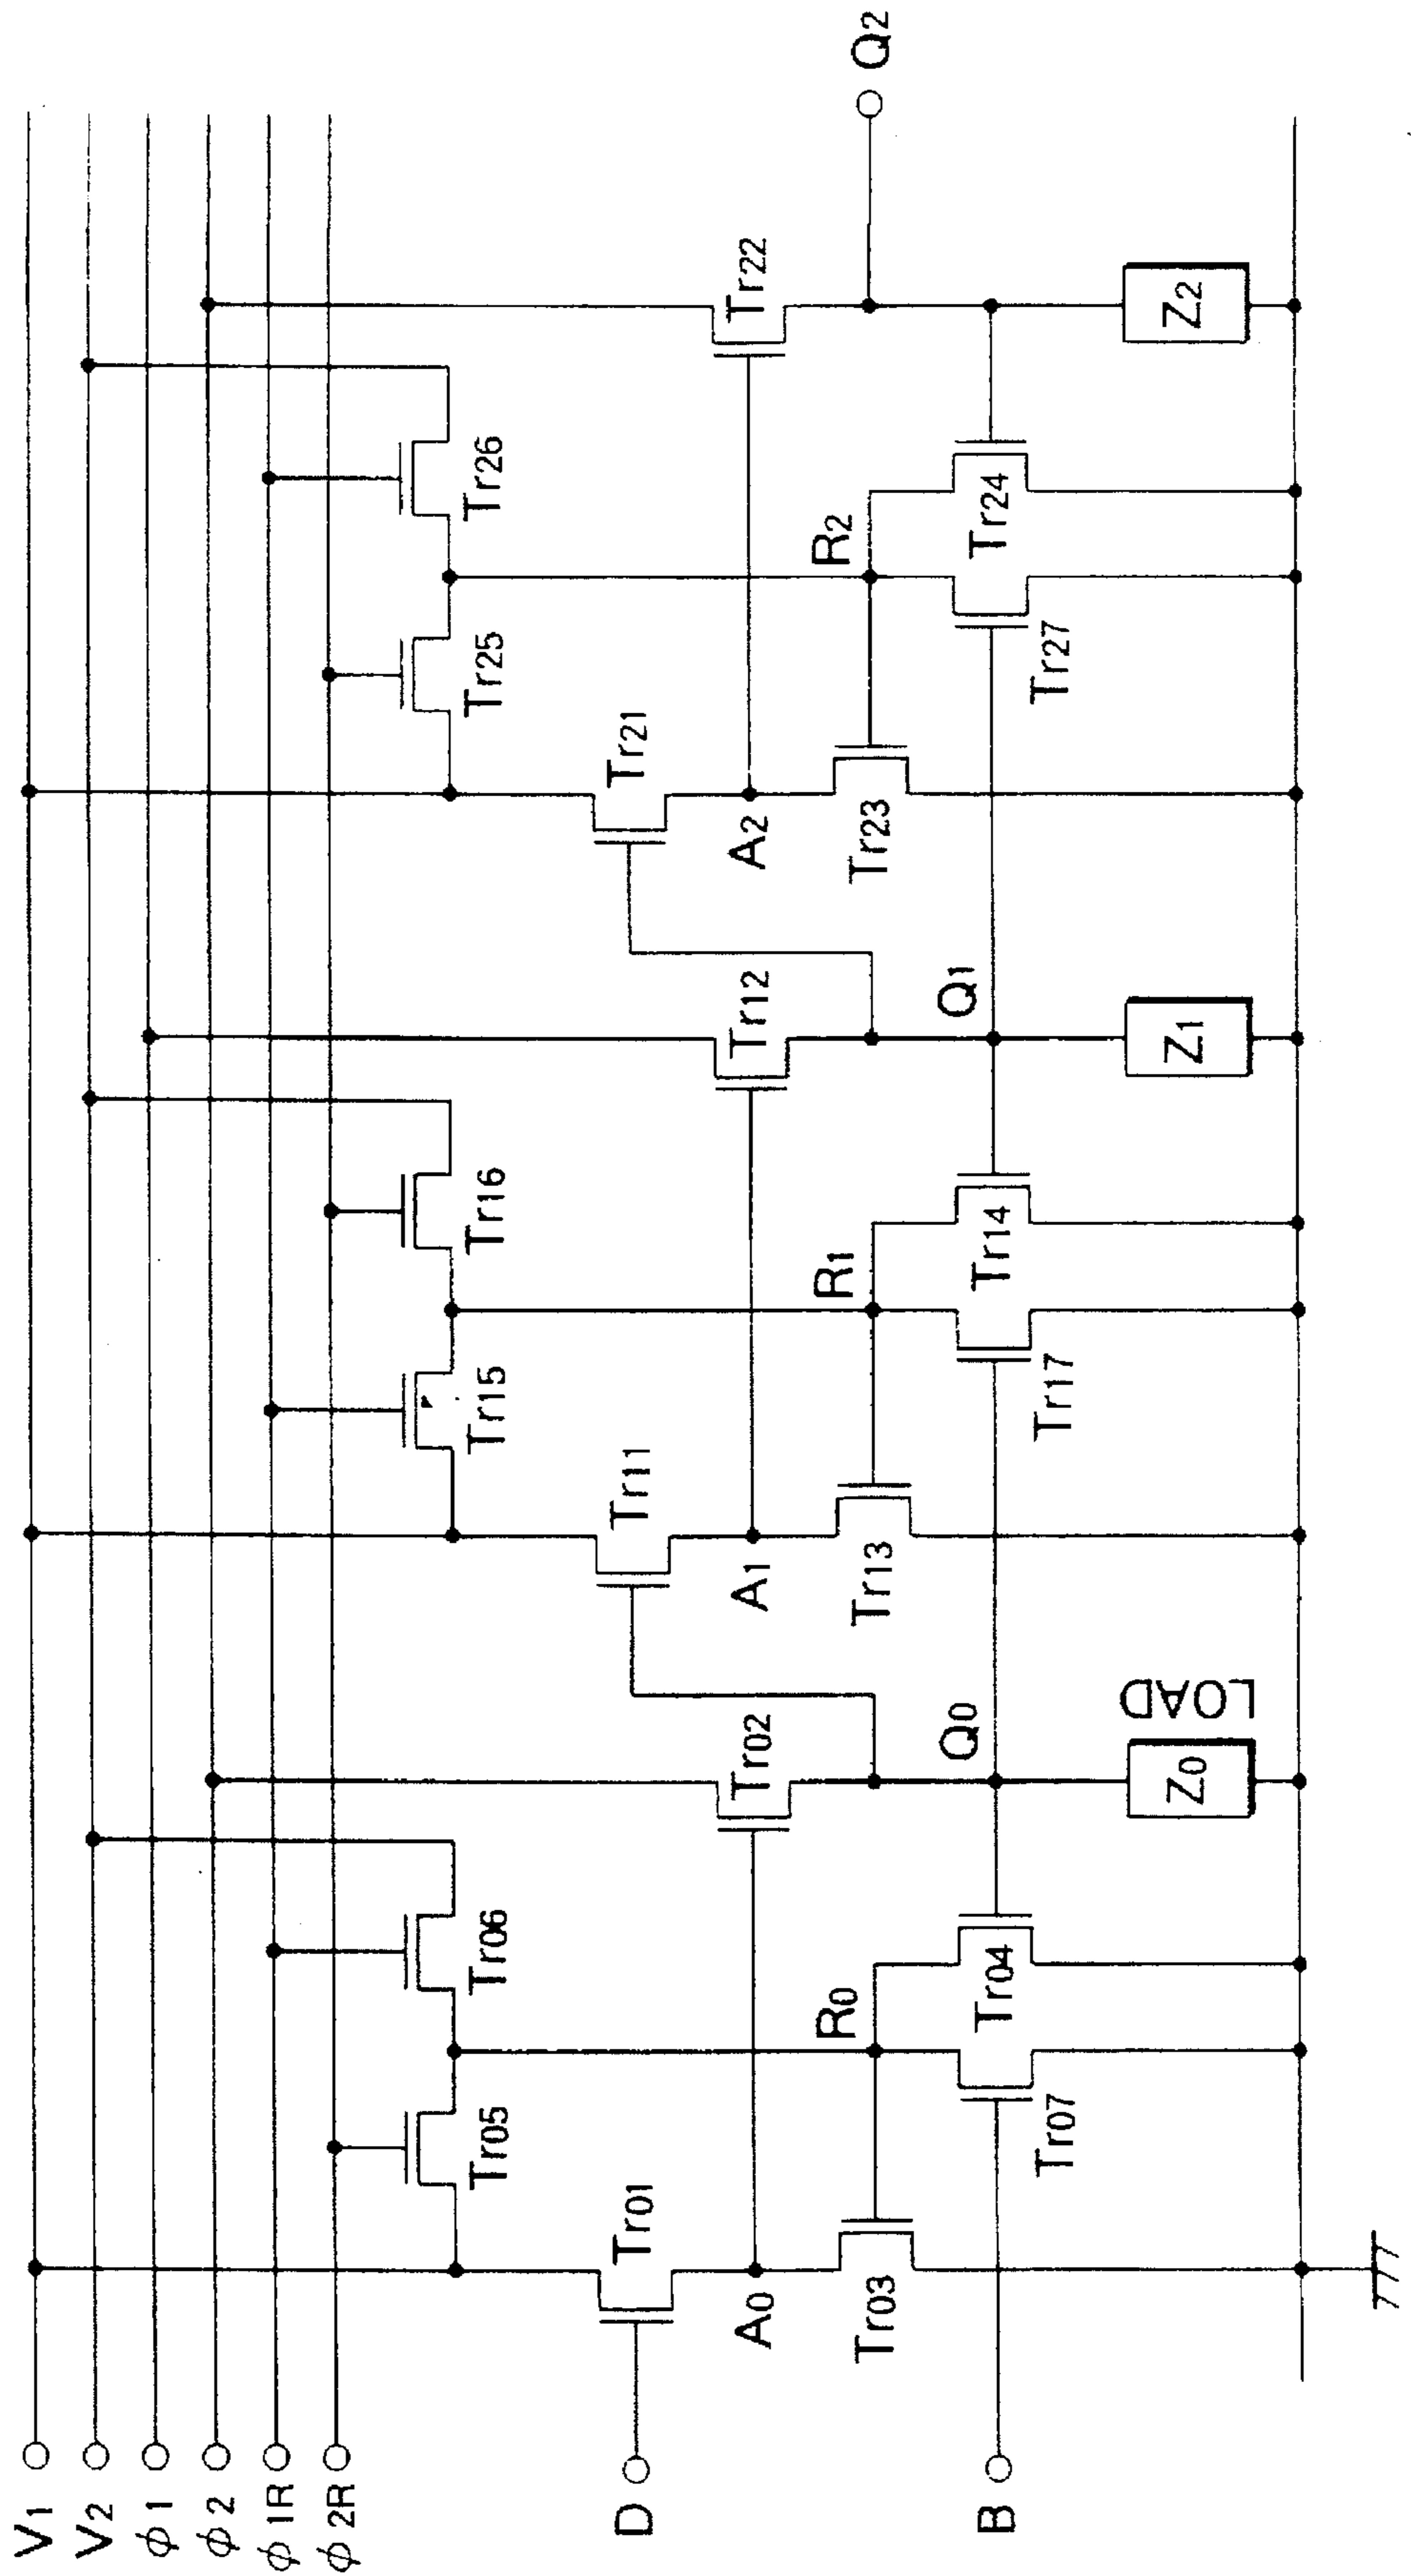 V1
V2
φ1
φ2
φ1R
φ2R
D
B
Tr05
Tr06
Tr01
A0
Tr02
Tr03
R0
Tr07
Tr04
Q0
Z0
LOAD
Tr15
Tr16
Tr11
A1
Tr12
Tr13
R1
Tr17
Tr14
Q1
Z1
Tr25
Tr26
Tr21
A2
Tr22
Tr23
R2
Tr27
Tr24
Z2
Q2